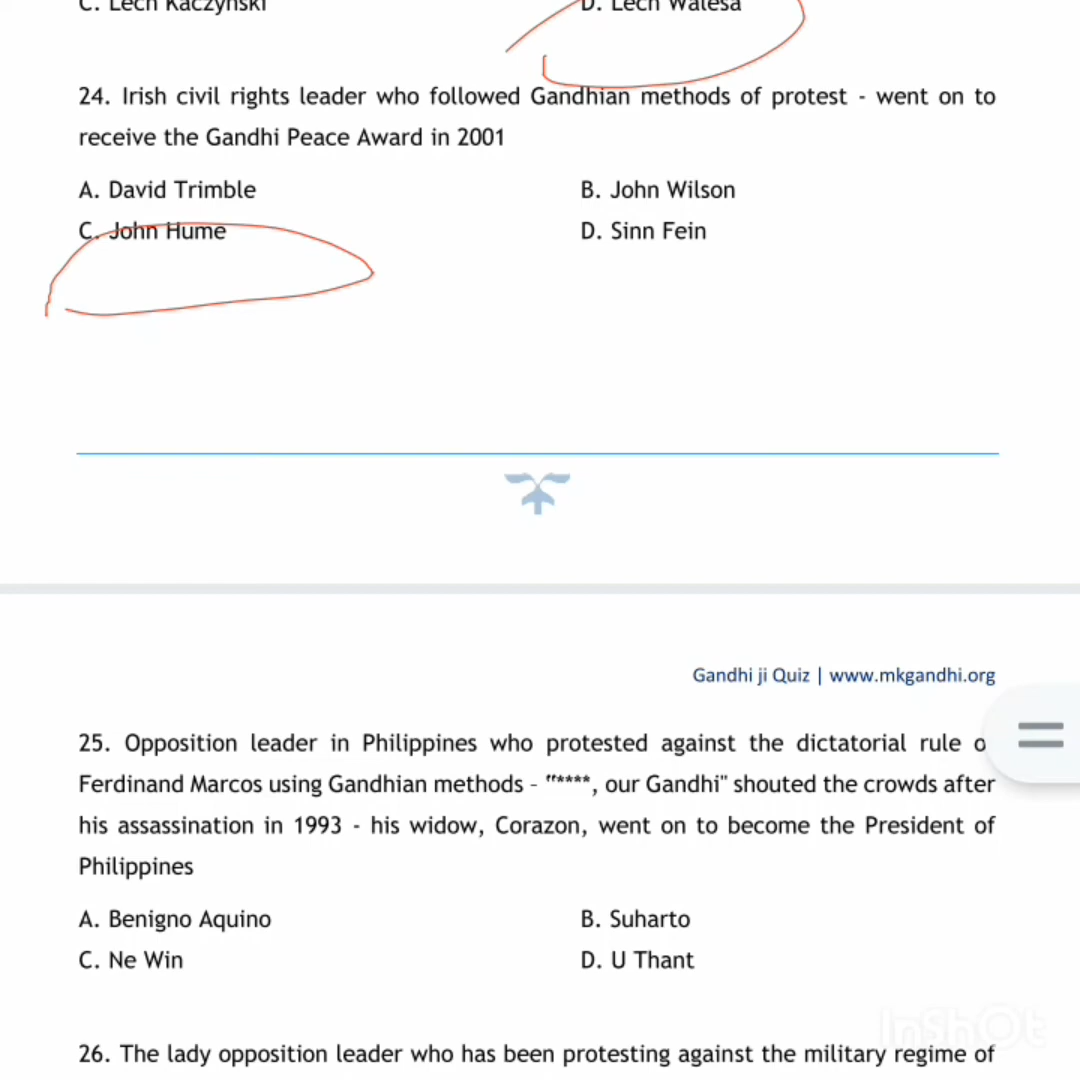 C. Lech Kaczynski D. Lech Walesa
24. Irish civil rights leader who followed Gandhian methods of protest - went on to
receive the Gandhi Peace Award in 2001
A. David Trimble B. John Wilson
C. John Hume D. Sinn Fein
Gandhi ji Quiz | www.mkgandhi.org
25. Opposition leader in Philippines who protested against the dictatorial rule o
Ferdinand Marcos using Gandhian methods - "****, our Gandhi" shouted the crowds after
his assassination in 1993 - his widow, Corazon, went on to become the President of
Philippines
A. Benigno Aquino B. Suharto
C. Ne Win D. U Thant
InShOt
26. The lady opposition leader who has been protesting against the military regime of